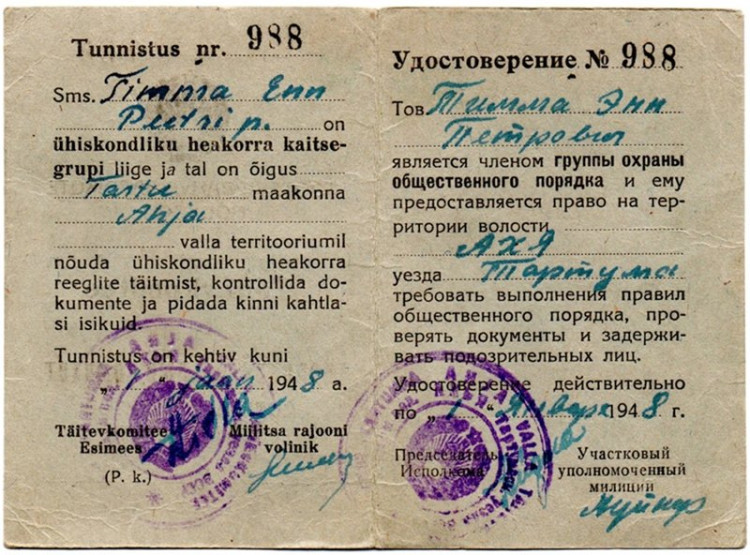 Tunnistus nr. 988
Sms. Timma Enn
Peetri p. on
ühiskondliku heakorra kaitse-
grupi liige ja tal on õigus
Tartu maakonna
Ahja
valla territooriumil
nõuda ühiskondliku heakorra
reeglite täitmist, kontrollida do-
kumente ja pidada kinni kahtla-
si isikuid.
Tunnistus on kehtiv kuni
"1" jaan 1948 a.
Täitevkomitee Miilitsa rajooni
Esimees volinik
(P. k.)
Удостоверение № 988
Тов Тимма Энн
Петрович
является членом группы охраны
общественного порядка и ему
предоставляется право на тер-
ритории волости
АХЯ
уезда Тартума
требовать выполнения правил
общественного порядка, про-
верять документы и задержи-
вать подозрительных лиц.
Удостоверение действительно
по "1" Января 1948 г.
Председатель Участковый
Исполкома уполномоченный
милиции
AHJA VALLA